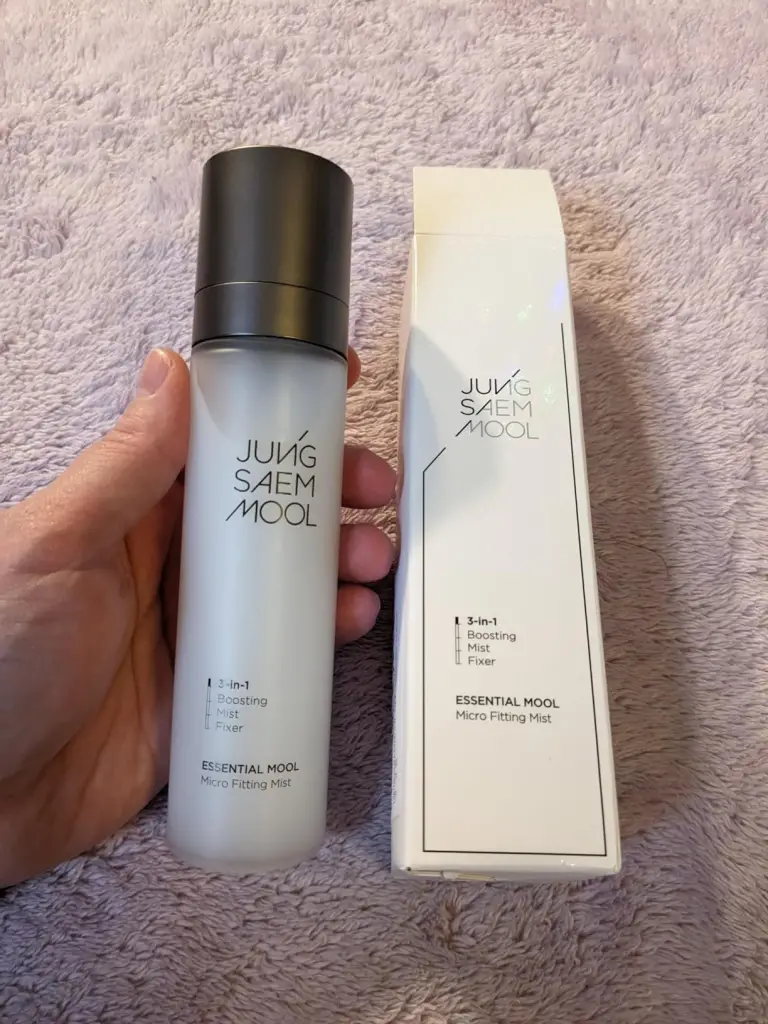 JUNG
SAEM
MOOL
3-in-1
Boosting
Mist
Fixer
ESSENTIAL MOOL
Micro Fitting Mist
JUNG
SAEM
MOOL
3-in-1
Boosting
Mist
Fixer
ESSENTIAL MOOL
Micro Fitting Mist